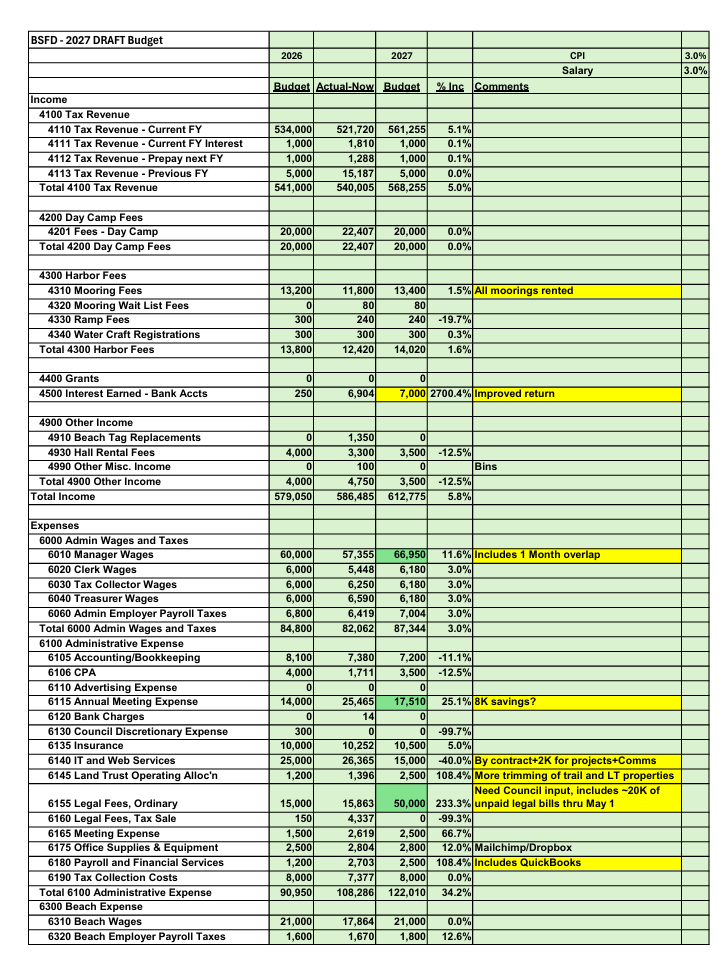 BSFD - 2027 DRAFT Budget
2026 2027 CPI 3.0%
Salary 3.0%
Budget Actual-Now Budget % Inc Comments
Income
4100 Tax Revenue
4110 Tax Revenue - Current FY 534,000 521,720 561,255 5.1%
4111 Tax Revenue - Current FY Interest 1,000 1,810 1,000 0.1%
4112 Tax Revenue - Prepay next FY 1,000 1,288 1,000 0.1%
4113 Tax Revenue - Previous FY 5,000 15,187 5,000 0.0%
Total 4100 Tax Revenue 541,000 540,005 568,255 5.0%
4200 Day Camp Fees
4201 Fees - Day Camp 20,000 22,407 20,000 0.0%
Total 4200 Day Camp Fees 20,000 22,407 20,000 0.0%
4300 Harbor Fees
4310 Mooring Fees 13,200 11,800 13,400 1.5% All moorings rented
4320 Mooring Wait List Fees 0 80 80
4330 Ramp Fees 300 240 240 -19.7%
4340 Water Craft Registrations 300 300 300 0.3%
Total 4300 Harbor Fees 13,800 12,420 14,020 1.6%
4400 Grants 0 0 0
4500 Interest Earned - Bank Accts 250 6,904 7,000 2700.4% Improved return
4900 Other Income
4910 Beach Tag Replacements 0 1,350 0
4930 Hall Rental Fees 4,000 3,300 3,500 -12.5%
4990 Other Misc. Income 0 100 0 Bins
Total 4900 Other Income 4,000 4,750 3,500 -12.5%
Total Income 579,050 586,485 612,775 5.8%
Expenses
6000 Admin Wages and Taxes
6010 Manager Wages 60,000 57,355 66,950 11.6% Includes 1 Month overlap
6020 Clerk Wages 6,000 5,448 6,180 3.0%
6030 Tax Collector Wages 6,000 6,250 6,180 3.0%
6040 Treasurer Wages 6,000 6,590 6,180 3.0%
6060 Admin Employer Payroll Taxes 6,800 6,419 7,004 3.0%
Total 6000 Admin Wages and Taxes 84,800 82,062 87,344 3.0%
6100 Administrative Expense
6105 Accounting/Bookkeeping 8,100 7,380 7,200 -11.1%
6106 CPA 4,000 1,711 3,500 -12.5%
6110 Advertising Expense 0 0 0
6115 Annual Meeting Expense 14,000 25,465 17,510 25.1% 8K savings?
6120 Bank Charges 0 14 0
6130 Council Discretionary Expense 300 0 0 -99.7%
6135 Insurance 10,000 10,252 10,500 5.0%
6140 IT and Web Services 25,000 26,365 15,000 -40.0% By contract+2K for projects+Comms
6145 Land Trust Operating Alloc'n 1,200 1,396 2,500 108.4% More trimming of trail and LT properties
Need Council input, includes ~20K of
6155 Legal Fees, Ordinary 15,000 15,863 50,000 233.3% unpaid legal bills thru May 1
6160 Legal Fees, Tax Sale 150 4,337 0 -99.3%
6165 Meeting Expense 1,500 2,619 2,500 66.7%
6175 Office Supplies & Equipment 2,500 2,804 2,800 12.0% Mailchimp/Dropbox
6180 Payroll and Financial Services 1,200 2,703 2,500 108.4% Includes QuickBooks
6190 Tax Collection Costs 8,000 7,377 8,000 0.0%
Total 6100 Administrative Expense 90,950 108,286 122,010 34.2%
6300 Beach Expense
6310 Beach Wages 21,000 17,864 21,000 0.0%
6320 Beach Employer Payroll Taxes 1,600 1,670 1,800 12.6%